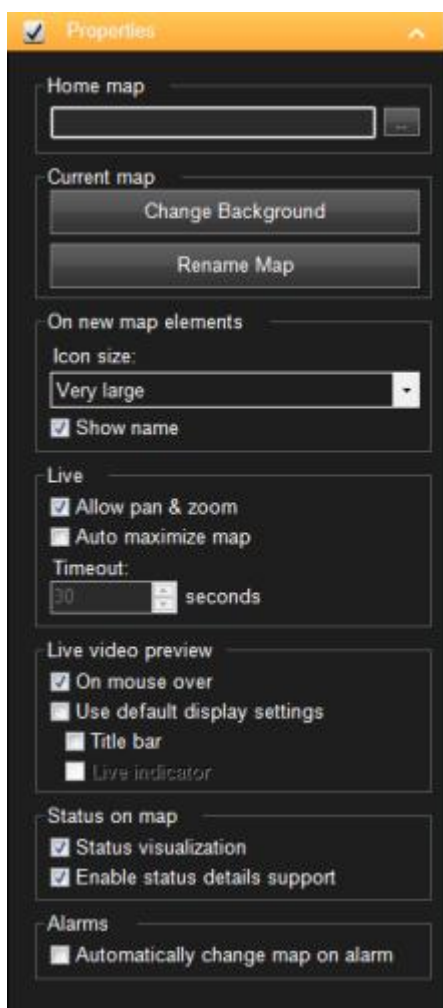 Properties
Home map
...
Current map
Change Background
Rename Map
On new map elements
Icon size:
Very large
Show name
Live
Allow pan & zoom
Auto maximize map
Timeout:
30 seconds
Live video preview
On mouse over
Use default display settings
Title bar
Live indicator
Status on map
Status visualization
Enable status details support
Alarms
Automatically change map on alarm